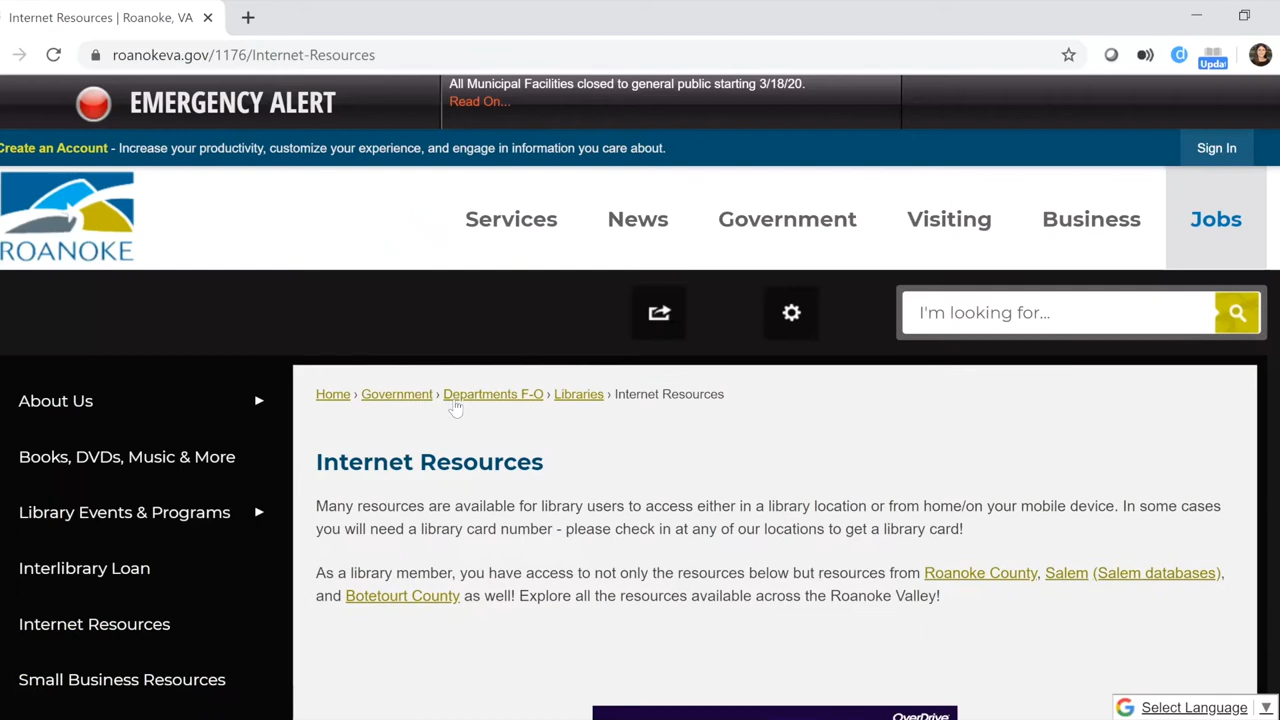 Internet Resources | Roanoke, VA
roanokeva.gov/1176/Internet-Resources
Updat
EMERGENCY ALERT
All Municipal Facilities closed to general public starting 3/18/20.
Read On...
Create an Account - Increase your productivity, customize your experience, and engage in information you care about.
Sign In
ROANOKE
Services
News
Government
Visiting
Business
Jobs
I'm looking for...
About Us
Books, DVDs, Music & More
Library Events & Programs
Interlibrary Loan
Internet Resources
Small Business Resources
Home › Government › Departments F-O › Libraries › Internet Resources
Internet Resources
Many resources are available for library users to access either in a library location or from home/on your mobile device. In some cases
you will need a library card number - please check in at any of our locations to get a library card!
As a library member, you have access to not only the resources below but resources from Roanoke County, Salem (Salem databases),
and Botetourt County as well! Explore all the resources available across the Roanoke Valley!
OverDrive
Select Language